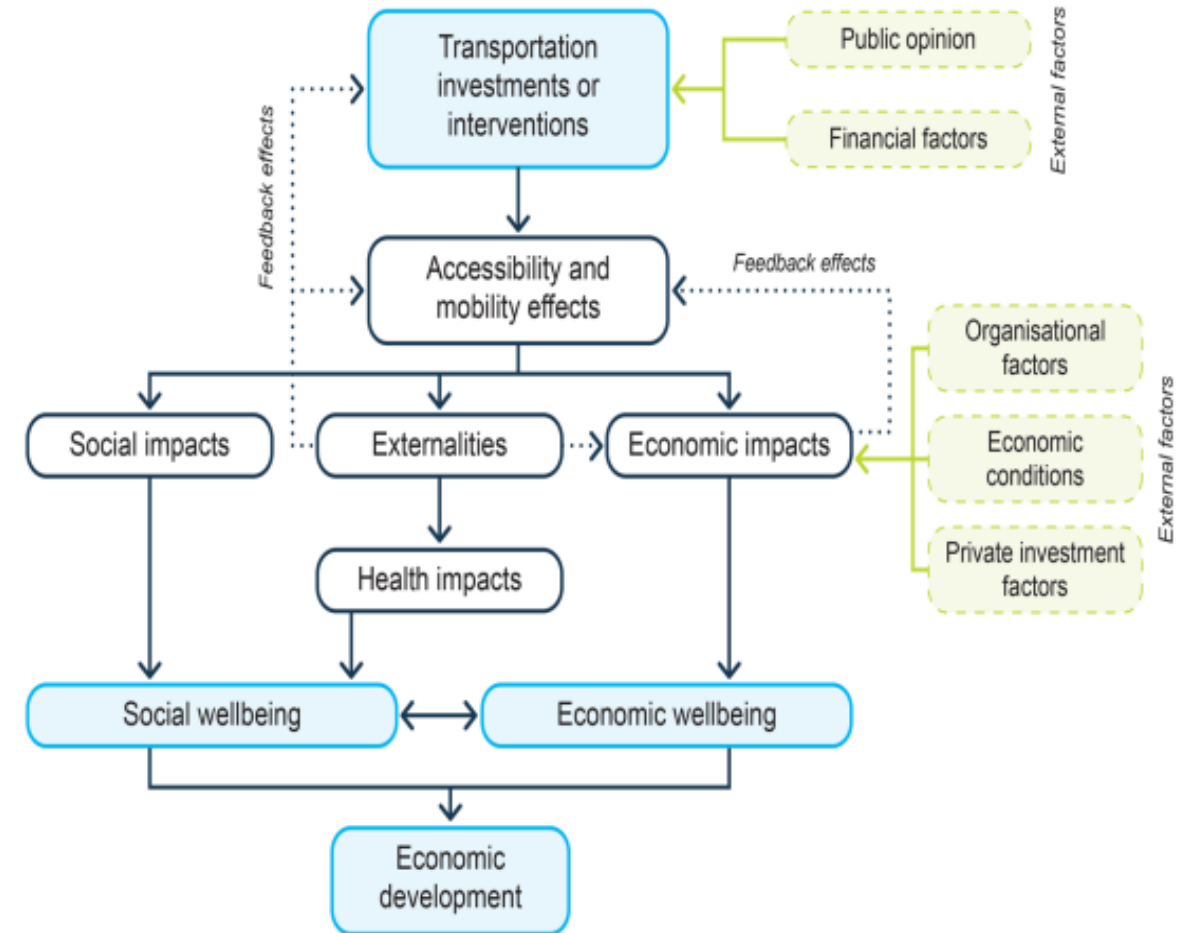 Transportation
investments or
interventions
Public opinion
Financial factors
External factors
Feedback effects
Accessibility and
mobility effects
Feedback effects
Organisational
factors
Economic
conditions
Private investment
factors
External factors
Social impacts
Externalities
Economic impacts
Health impacts
Social wellbeing
Economic wellbeing
Economic
development